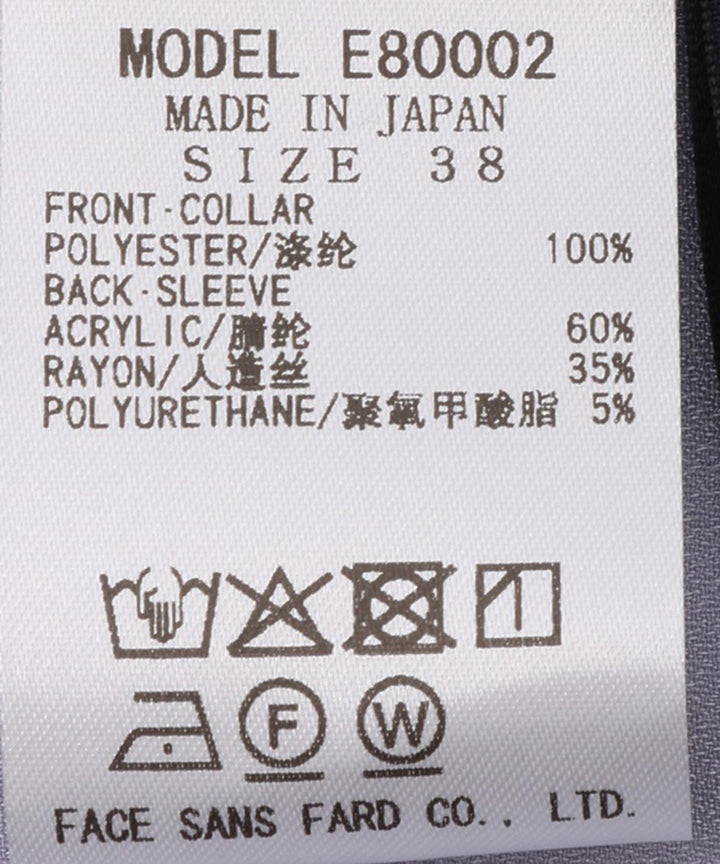 MODEL E80002
MADE IN JAPAN
SIZE 38
FRONT·COLLAR
POLYESTER/涤纶 100%
BACK·SLEEVE
ACRYLIC/腈纶 60%
RAYON/人造丝 35%
POLYURETHANE/聚氨甲酸脂 5%
F W
FACE SANS FARD CO., LTD.